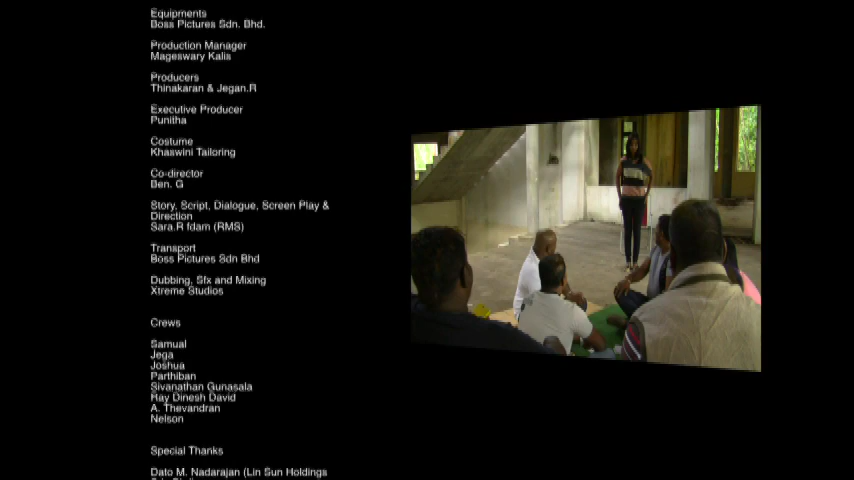 Equipments
Boss Pictures Sdn. Bhd.
Production Manager
Mageswary Kalis
Producers
Thinakaran & Jegan.R
Executive Producer
Punitha
Costume
Khaswini Tailoring
Co-director
Ben. G
Story, Script, Dialogue, Screen Play &
Direction
Sara.R fdam (RMS)
Transport
Boss Pictures Sdn Bhd
Dubbing, Sfx and Mixing
Xtreme Studios
Crews
Samual
Jega
Joshua
Parthiban
Sivanathan Gunasala
Ray Dinesh David
A. Thevandran
Nelson
Special Thanks
Dato M. Nadarajan (Lin Sun Holdings